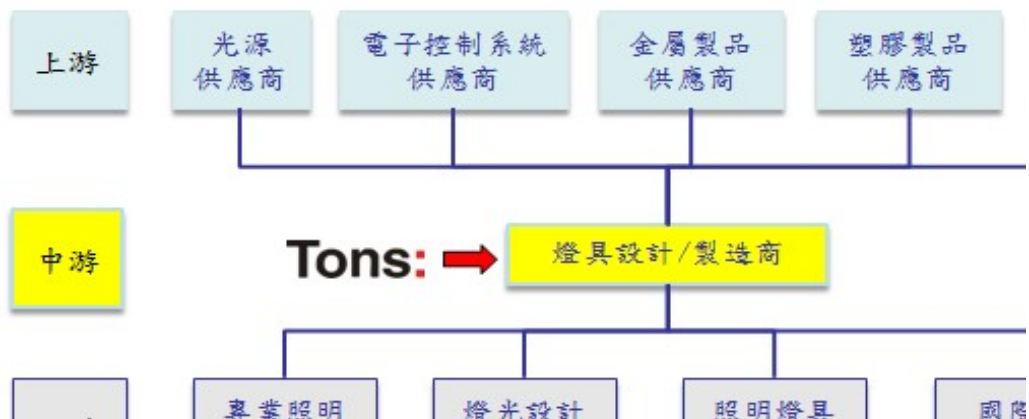 上游
光源
供應商
電子控制系統
供應商
金屬製品
供應商
塑膠製品
供應商
中游
Tons:
燈具設計/製造商
專業照明
燈光設計
照明燈具
國際